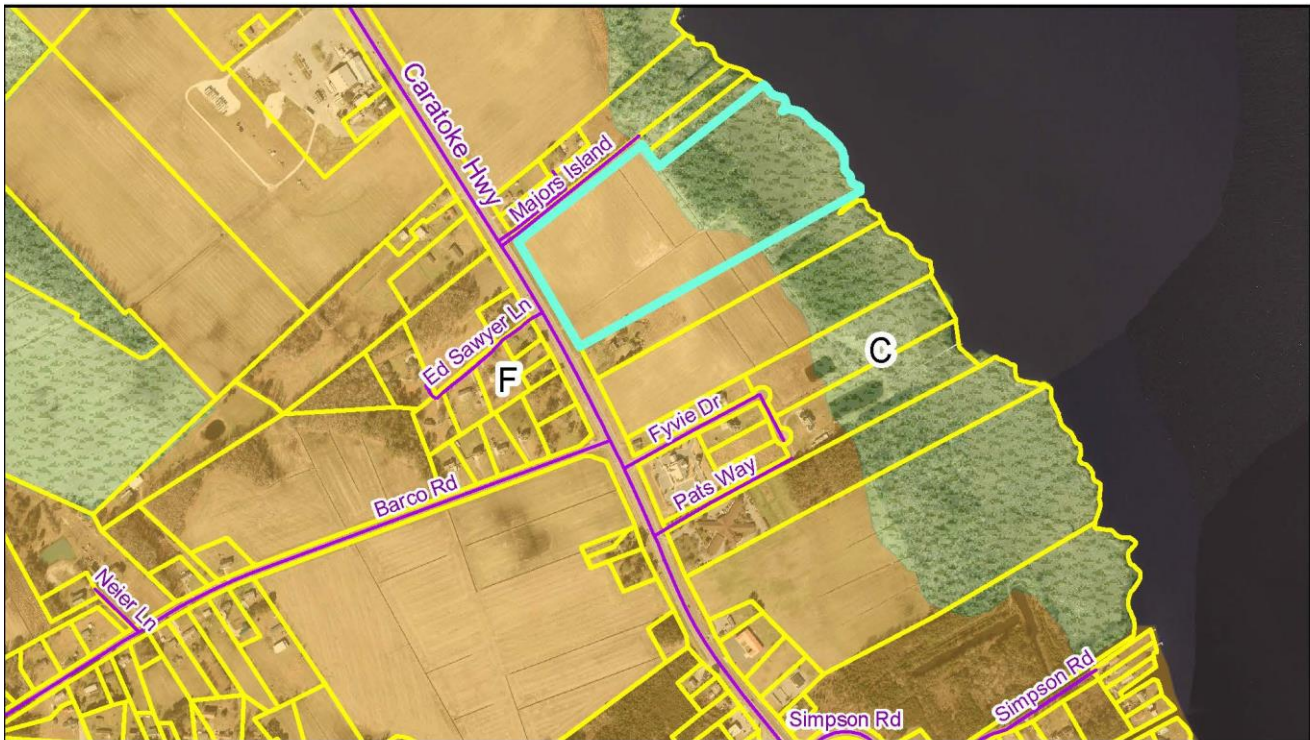 Caratoke Hwy
Majors Island
Ed Sawyer Ln
F
C
Fyvie Dr
Barco Rd
Pats Way
Neier Ln
Simpson Rd
Simpson Rd